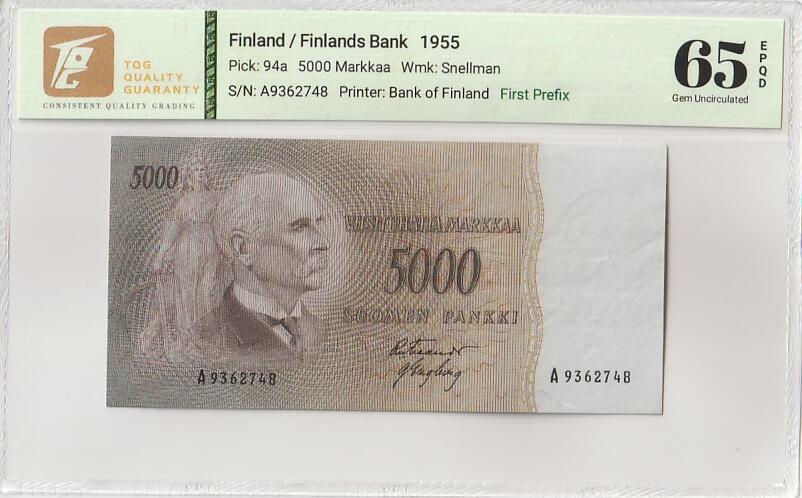 TQG
QUALITY
GUARANTY
CONSISTENT QUALITY GRADING
Finland / Finlands Bank 1955
Pick: 94a 5000 Markkaa Wmk: Snellman
S/N: A9362748 Printer: Bank of Finland First Prefix
65
EPQD
Gem Uncirculated
5000
VIISITUHATTA MARKKAA
5000
SUOMEN PANKKI
A 9362748
A 9362748